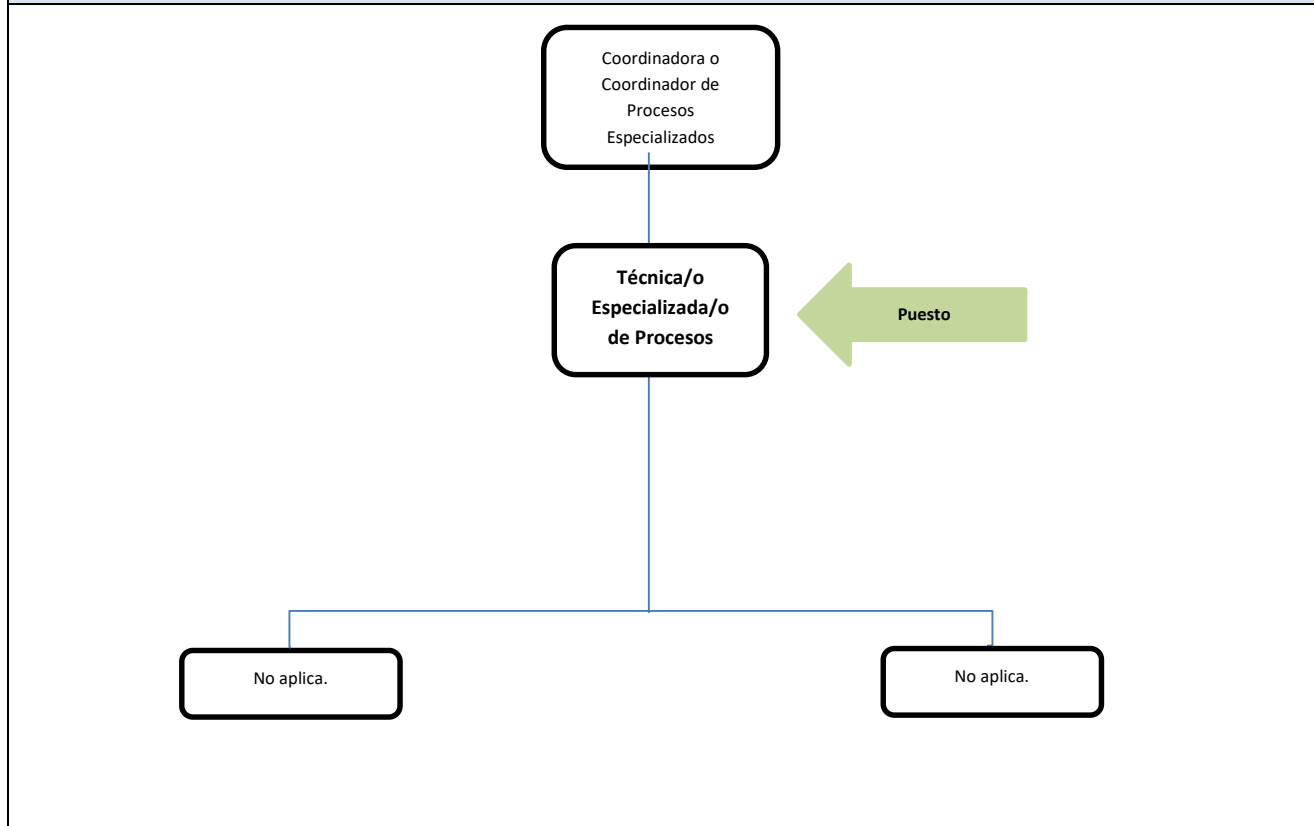 Coordinadora o
Coordinador de
Procesos
Especializados
Técnica/o
Especializada/o
de Procesos
Puesto
No aplica.
No aplica.